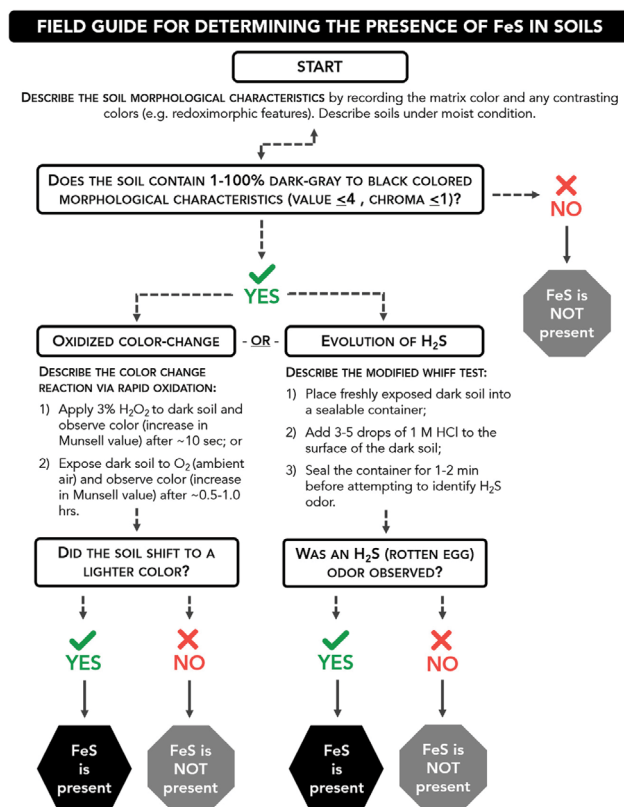 FIELD GUIDE FOR DETERMINING THE PRESENCE OF FeS IN SOILS
START
DESCRIBE THE SOIL MORPHOLOGICAL CHARACTERISTICS by recording the matrix color and any contrasting
colors (e.g. redoximorphic features). Describe soils under moist condition.
DOES THE SOIL CONTAIN 1-100% DARK-GRAY TO BLACK COLORED
MORPHOLOGICAL CHARACTERISTICS (VALUE ≤4 , CHROMA ≤1)?
NO
YES
FeS is
NOT
present
OXIDIZED COLOR-CHANGE
- OR -
EVOLUTION OF H₂S
DESCRIBE THE COLOR CHANGE
REACTION VIA RAPID OXIDATION:
1) Apply 3% H₂O₂ to dark soil and
observe color (increase in
Munsell value) after ~10 sec; or
2) Expose dark soil to O₂ (ambient
air) and observe color (increase
in Munsell value) after ~0.5-1.0
hrs.
DESCRIBE THE MODIFIED WHIFF TEST:
1) Place freshly exposed dark soil into
a sealable container;
2) Add 3-5 drops of 1 M HCl to the
surface of the dark soil;
3) Seal the container for 1-2 min
before attempting to identify H₂S
odor.
DID THE SOIL SHIFT TO A
LIGHTER COLOR?
WAS AN H₂S (ROTTEN EGG)
ODOR OBSERVED?
YES
NO
YES
NO
FeS
is
present
FeS is
NOT
present
FeS
is
present
FeS is
NOT
present